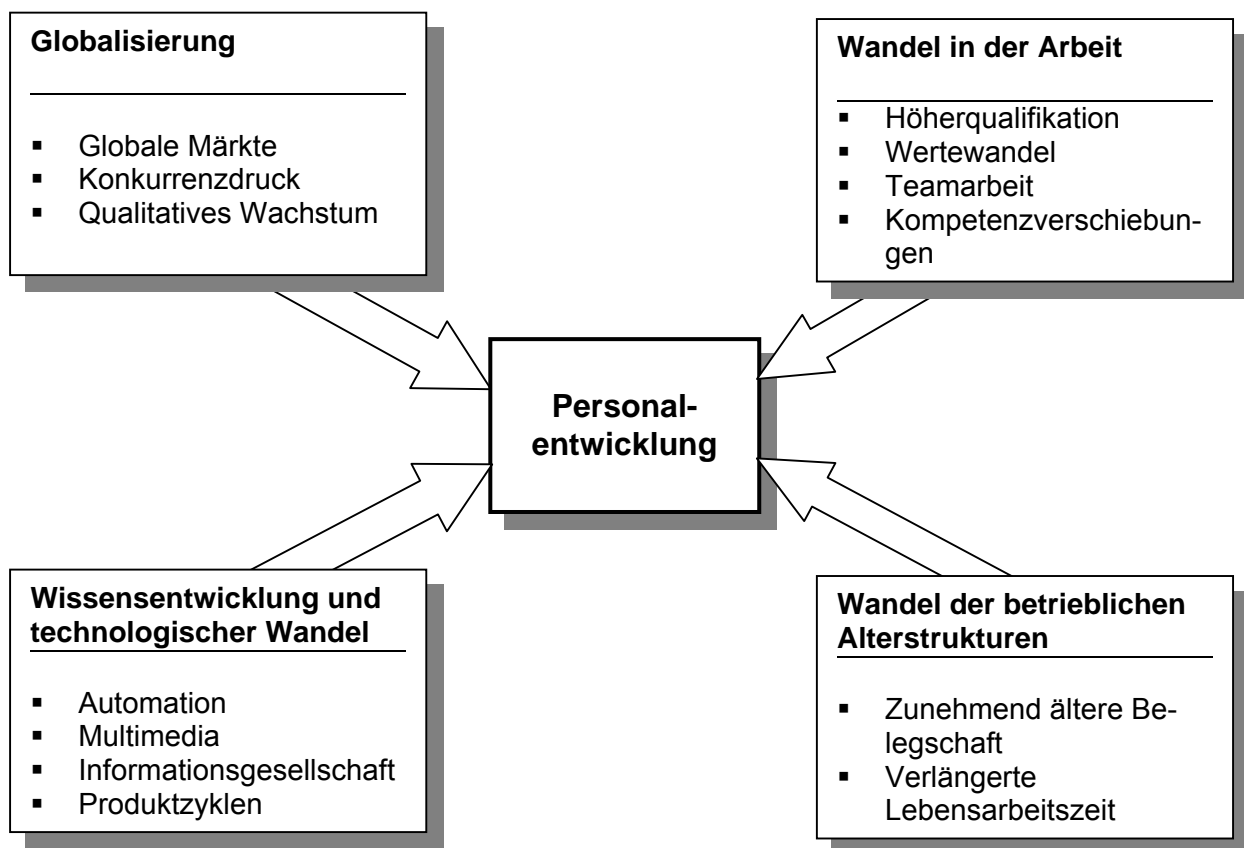 Globalisierung
▪ Globale Märkte
▪ Konkurrenzdruck
▪ Qualitatives Wachstum
Wandel in der Arbeit
▪ Höherqualifikation
▪ Wertewandel
▪ Teamarbeit
▪ Kompetenzverschiebun-
gen
Personal-
entwicklung
Wissensentwicklung und
technologischer Wandel
▪ Automation
▪ Multimedia
▪ Informationsgesellschaft
▪ Produktzyklen
Wandel der betrieblichen
Alterstrukturen
▪ Zunehmend ältere Be-
legschaft
▪ Verlängerte
Lebensarbeitszeit